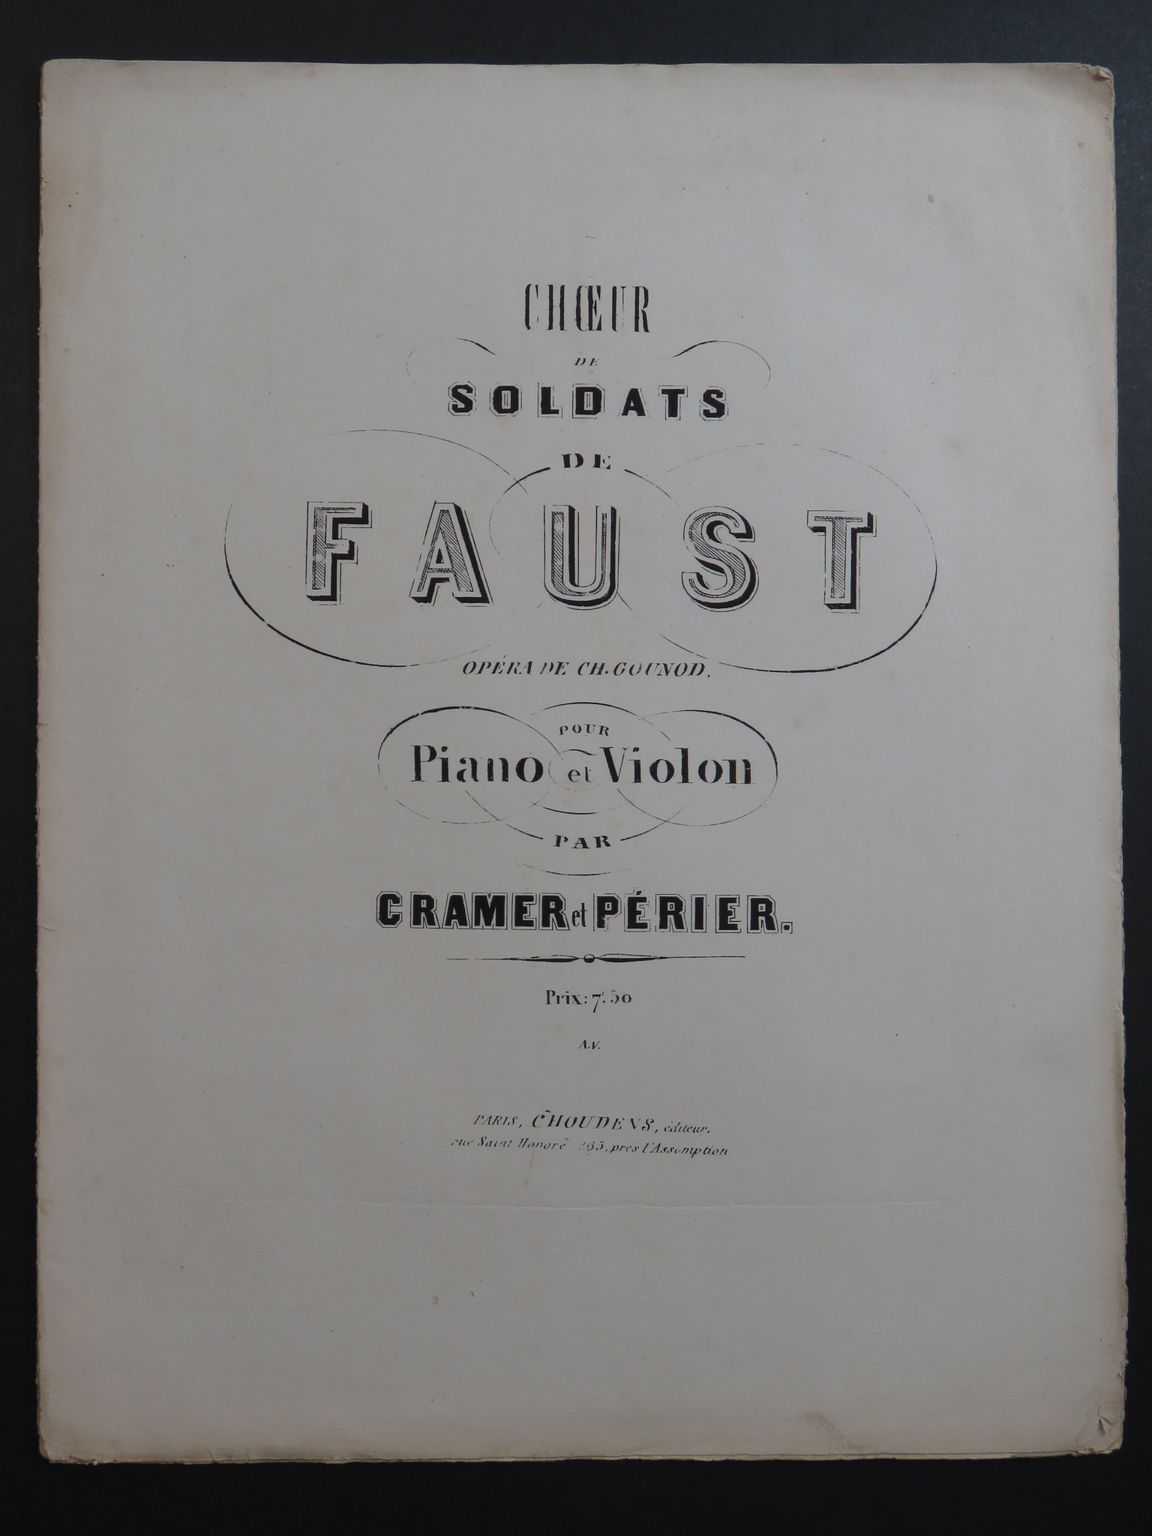 CHŒUR
DE
SOLDATS
DE
FAUST
OPÉRA DE CH. GOUNOD,
POUR
Piano et Violon
PAR
CRAMER et PÉRIER.
Prix: 7f. 50
A.V.
PARIS, CHOUDENS, éditeur,
rue Saint Honoré 265, près l'Assomption